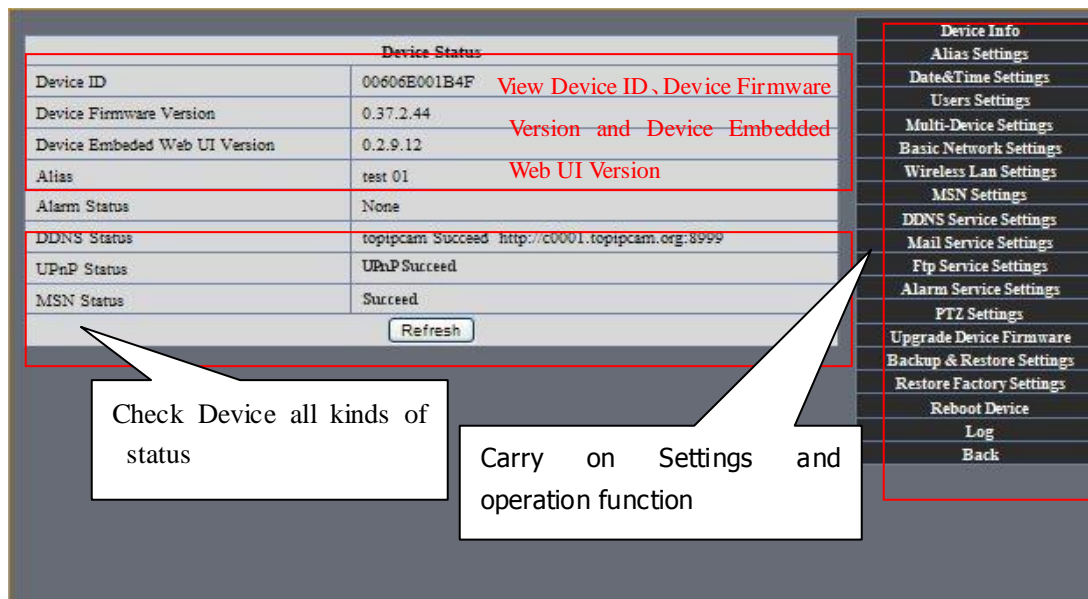 Device Status
Device ID 00606E001B4F
Device Firmware Version 0.37.2.44
Device Embeded Web UI Version 0.2.9.12
Alias test 01
Alarm Status None
DDNS Status topipcam Succeed http://c0001.topipcam.org:8999
UPnP Status UPnP Succeed
MSN Status Succeed
Refresh
View Device ID、Device Firmware
Version and Device Embedded
Web UI Version
Check Device all kinds of
status
Carry on Settings and
operation function
Device Info
Alias Settings
Date&Time Settings
Users Settings
Multi-Device Settings
Basic Network Settings
Wireless Lan Settings
MSN Settings
DDNS Service Settings
Mail Service Settings
Ftp Service Settings
Alarm Service Settings
PTZ Settings
Upgrade Device Firmware
Backup & Restore Settings
Restore Factory Settings
Reboot Device
Log
Back